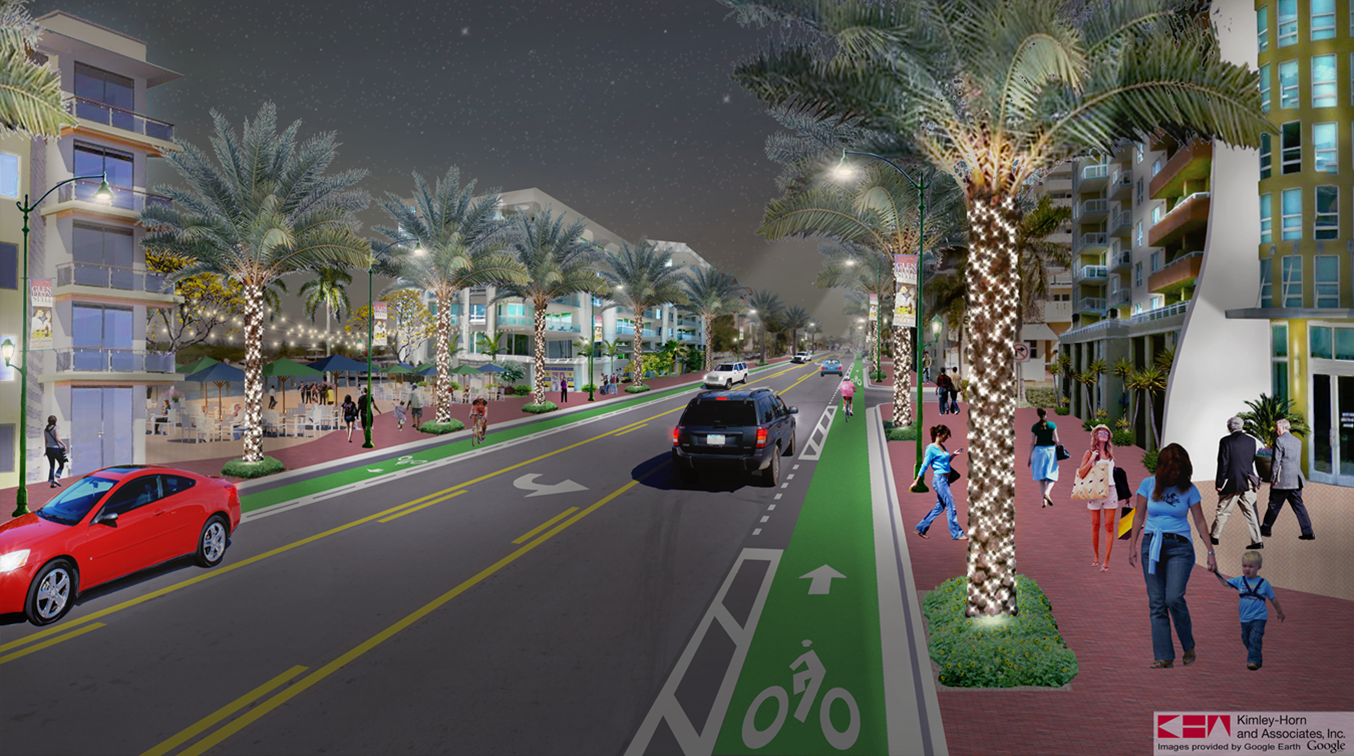 Kimley-Horn
and Associates, Inc.
Images provided by Google Earth Google